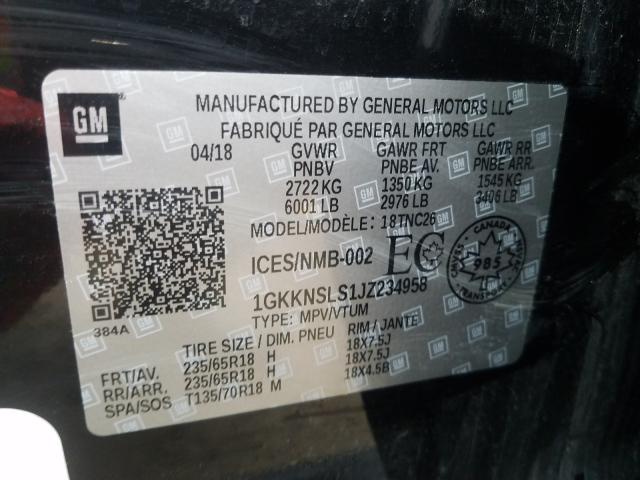 GM
MANUFACTURED BY GENERAL MOTORS LLC
FABRIQUÉ PAR GENERAL MOTORS LLC
04/18 GVWR GAWR FRT GAWR RR
PNBV PNBE AV. PNBE ARR.
2722 KG 1350 KG 1545 KG
6001 LB 2976 LB 3406 LB
MODEL/MODÈLE: 18TNC26
ICES/NMB-002 EC
CANADA
985
TRANSPORT
1GKKNSLS1JZ234958
TYPE: MPV/VTUM
384A
TIRE SIZE / DIM. PNEU RIM / JANTE
FRT/AV. 235/65R18 H 18X7.5J
RR/ARR. 235/65R18 H 18X7.5J
SPA/SOS T135/70R18 M 18X4.5B